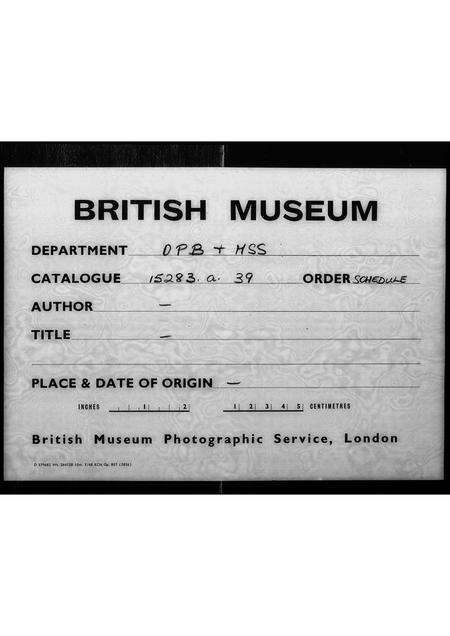 BRITISH MUSEUM
DEPARTMENT OPB + MSS
CATALOGUE 15283. a. 39 ORDER SCHEDULE
AUTHOR —
TITLE —
PLACE & DATE OF ORIGIN —
INCHES 1 2 1 2 3 4 5 CENTIMETRES
British Museum Photographic Service, London